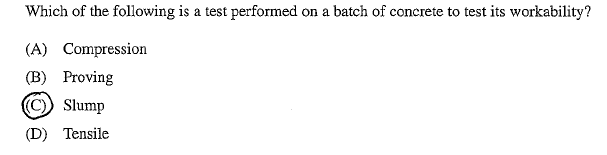 Which of the following is a test performed on a batch of concrete to test its workability?
(A) Compression
(B) Proving
(C) Slump
(D) Tensile